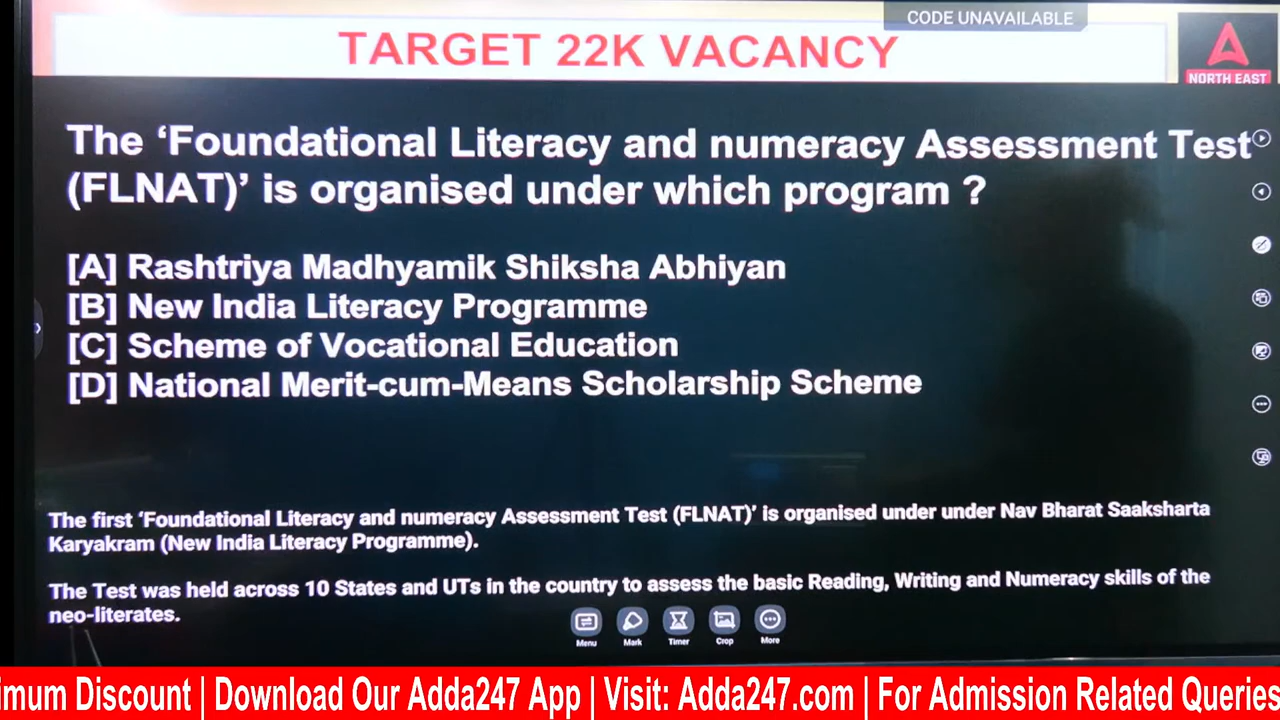 CODE UNAVAILABLE
TARGET 22K VACANCY
NORTH EAST
The ‘Foundational Literacy and numeracy Assessment Test
(FLNAT)’ is organised under which program ?
[A] Rashtriya Madhyamik Shiksha Abhiyan
[B] New India Literacy Programme
[C] Scheme of Vocational Education
[D] National Merit-cum-Means Scholarship Scheme
The first ‘Foundational Literacy and numeracy Assessment Test (FLNAT)’ is organised under under Nav Bharat Saaksharta
Karyakram (New India Literacy Programme).
The Test was held across 10 States and UTs in the country to assess the basic Reading, Writing and Numeracy skills of the
neo-literates.
Menu Mark Timer Crop More
imum Discount | Download Our Adda247 App | Visit: Adda247.com | For Admission Related Queries